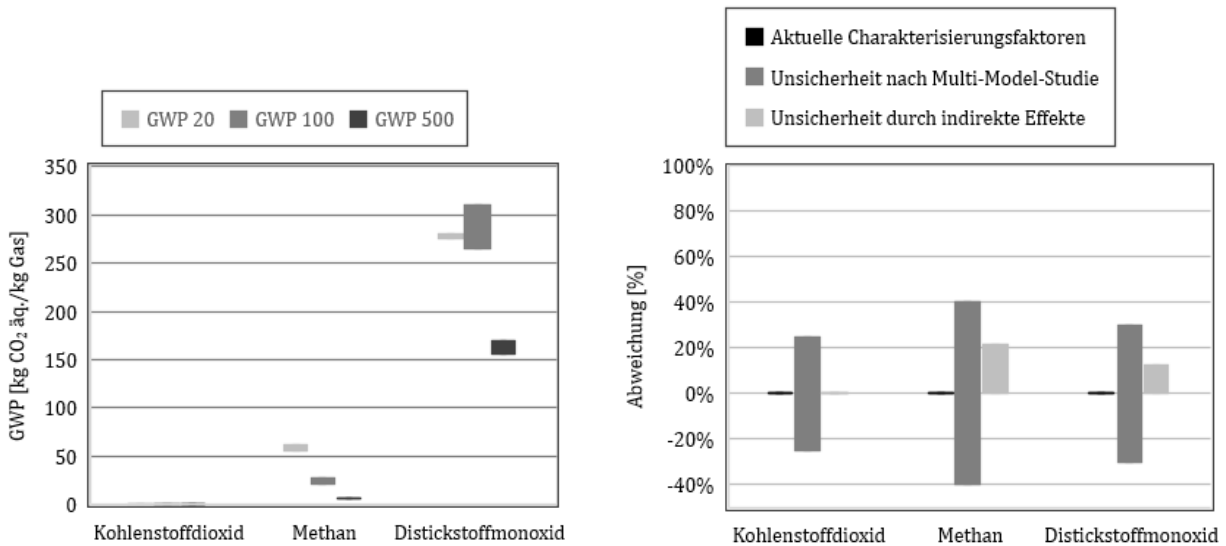 GWP 20 GWP 100 GWP 500
GWP [kg CO₂ äq./kg Gas]
350
300
250
200
150
100
50
0
Kohlenstoffdioxid Methan Distickstoffmonoxid
Aktuelle Charakterisierungsfaktoren
Unsicherheit nach Multi-Model-Studie
Unsicherheit durch indirekte Effekte
Abweichung [%]
100%
80%
60%
40%
20%
0%
-20%
-40%
Kohlenstoffdioxid Methan Distickstoffmonoxid